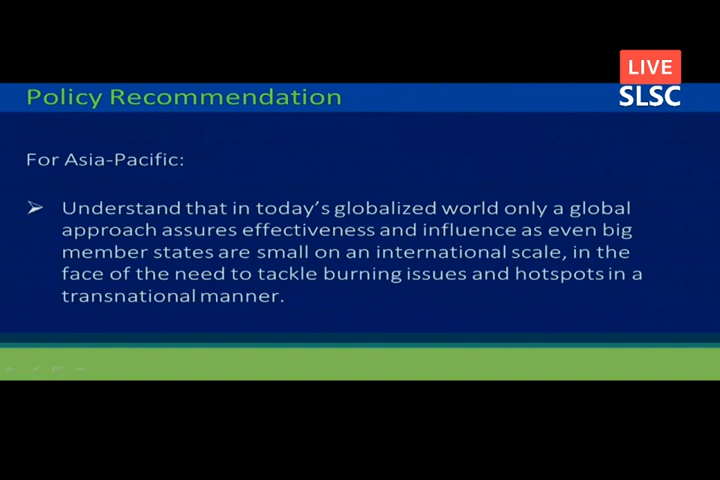 LIVE
SLSC
Policy Recommendation
For Asia-Pacific:
➢ Understand that in today's globalized world only a global
approach assures effectiveness and influence as even big
member states are small on an international scale, in the
face of the need to tackle burning issues and hotspots in a
transnational manner.